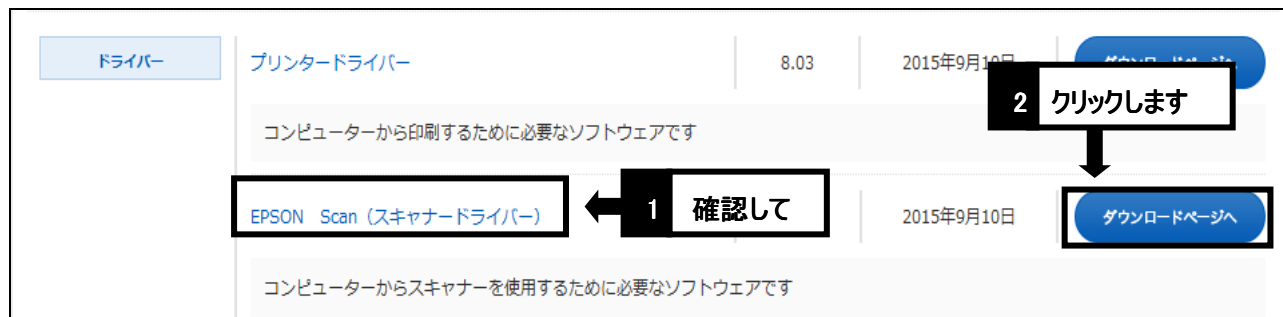 ドライバー
プリンタードライバー 8.03 2015年9月10日
2 クリックします
コンピューターから印刷するために必要なソフトウェアです
EPSON Scan(スキャナードライバー) 1 確認して 2015年9月10日 ダウンロードページへ
コンピューターからスキャナーを使用するために必要なソフトウェアです